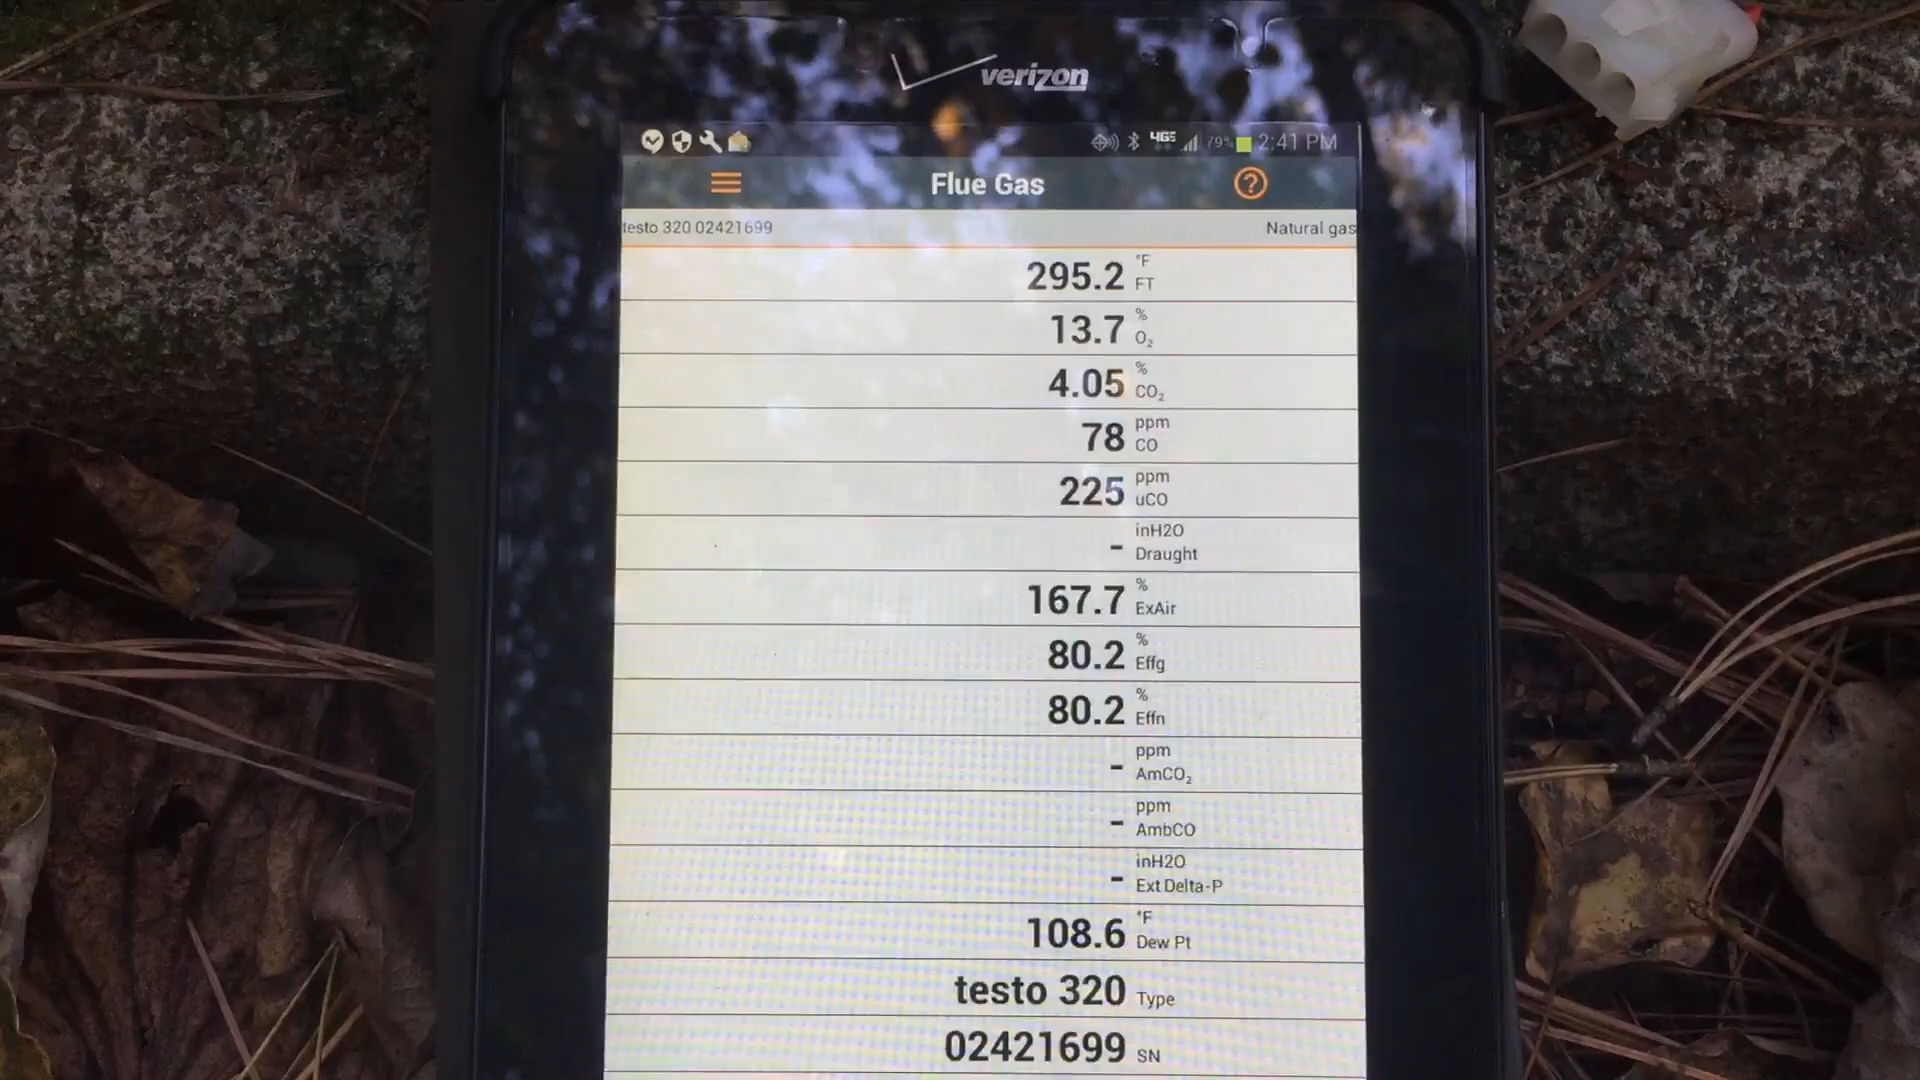 verizon
4G 79% 2:41 PM
Flue Gas ?
testo 320 02421699 Natural gas
295.2 °F FT
13.7 % O₂
4.05 % CO₂
78 ppm CO
225 ppm uCO
- inH2O Draught
167.7 % ExAir
80.2 % Effg
80.2 % Effn
- ppm AmCO₂
- ppm AmbCO
- inH2O Ext Delta-P
108.6 °F Dew Pt
testo 320 Type
02421699 SN